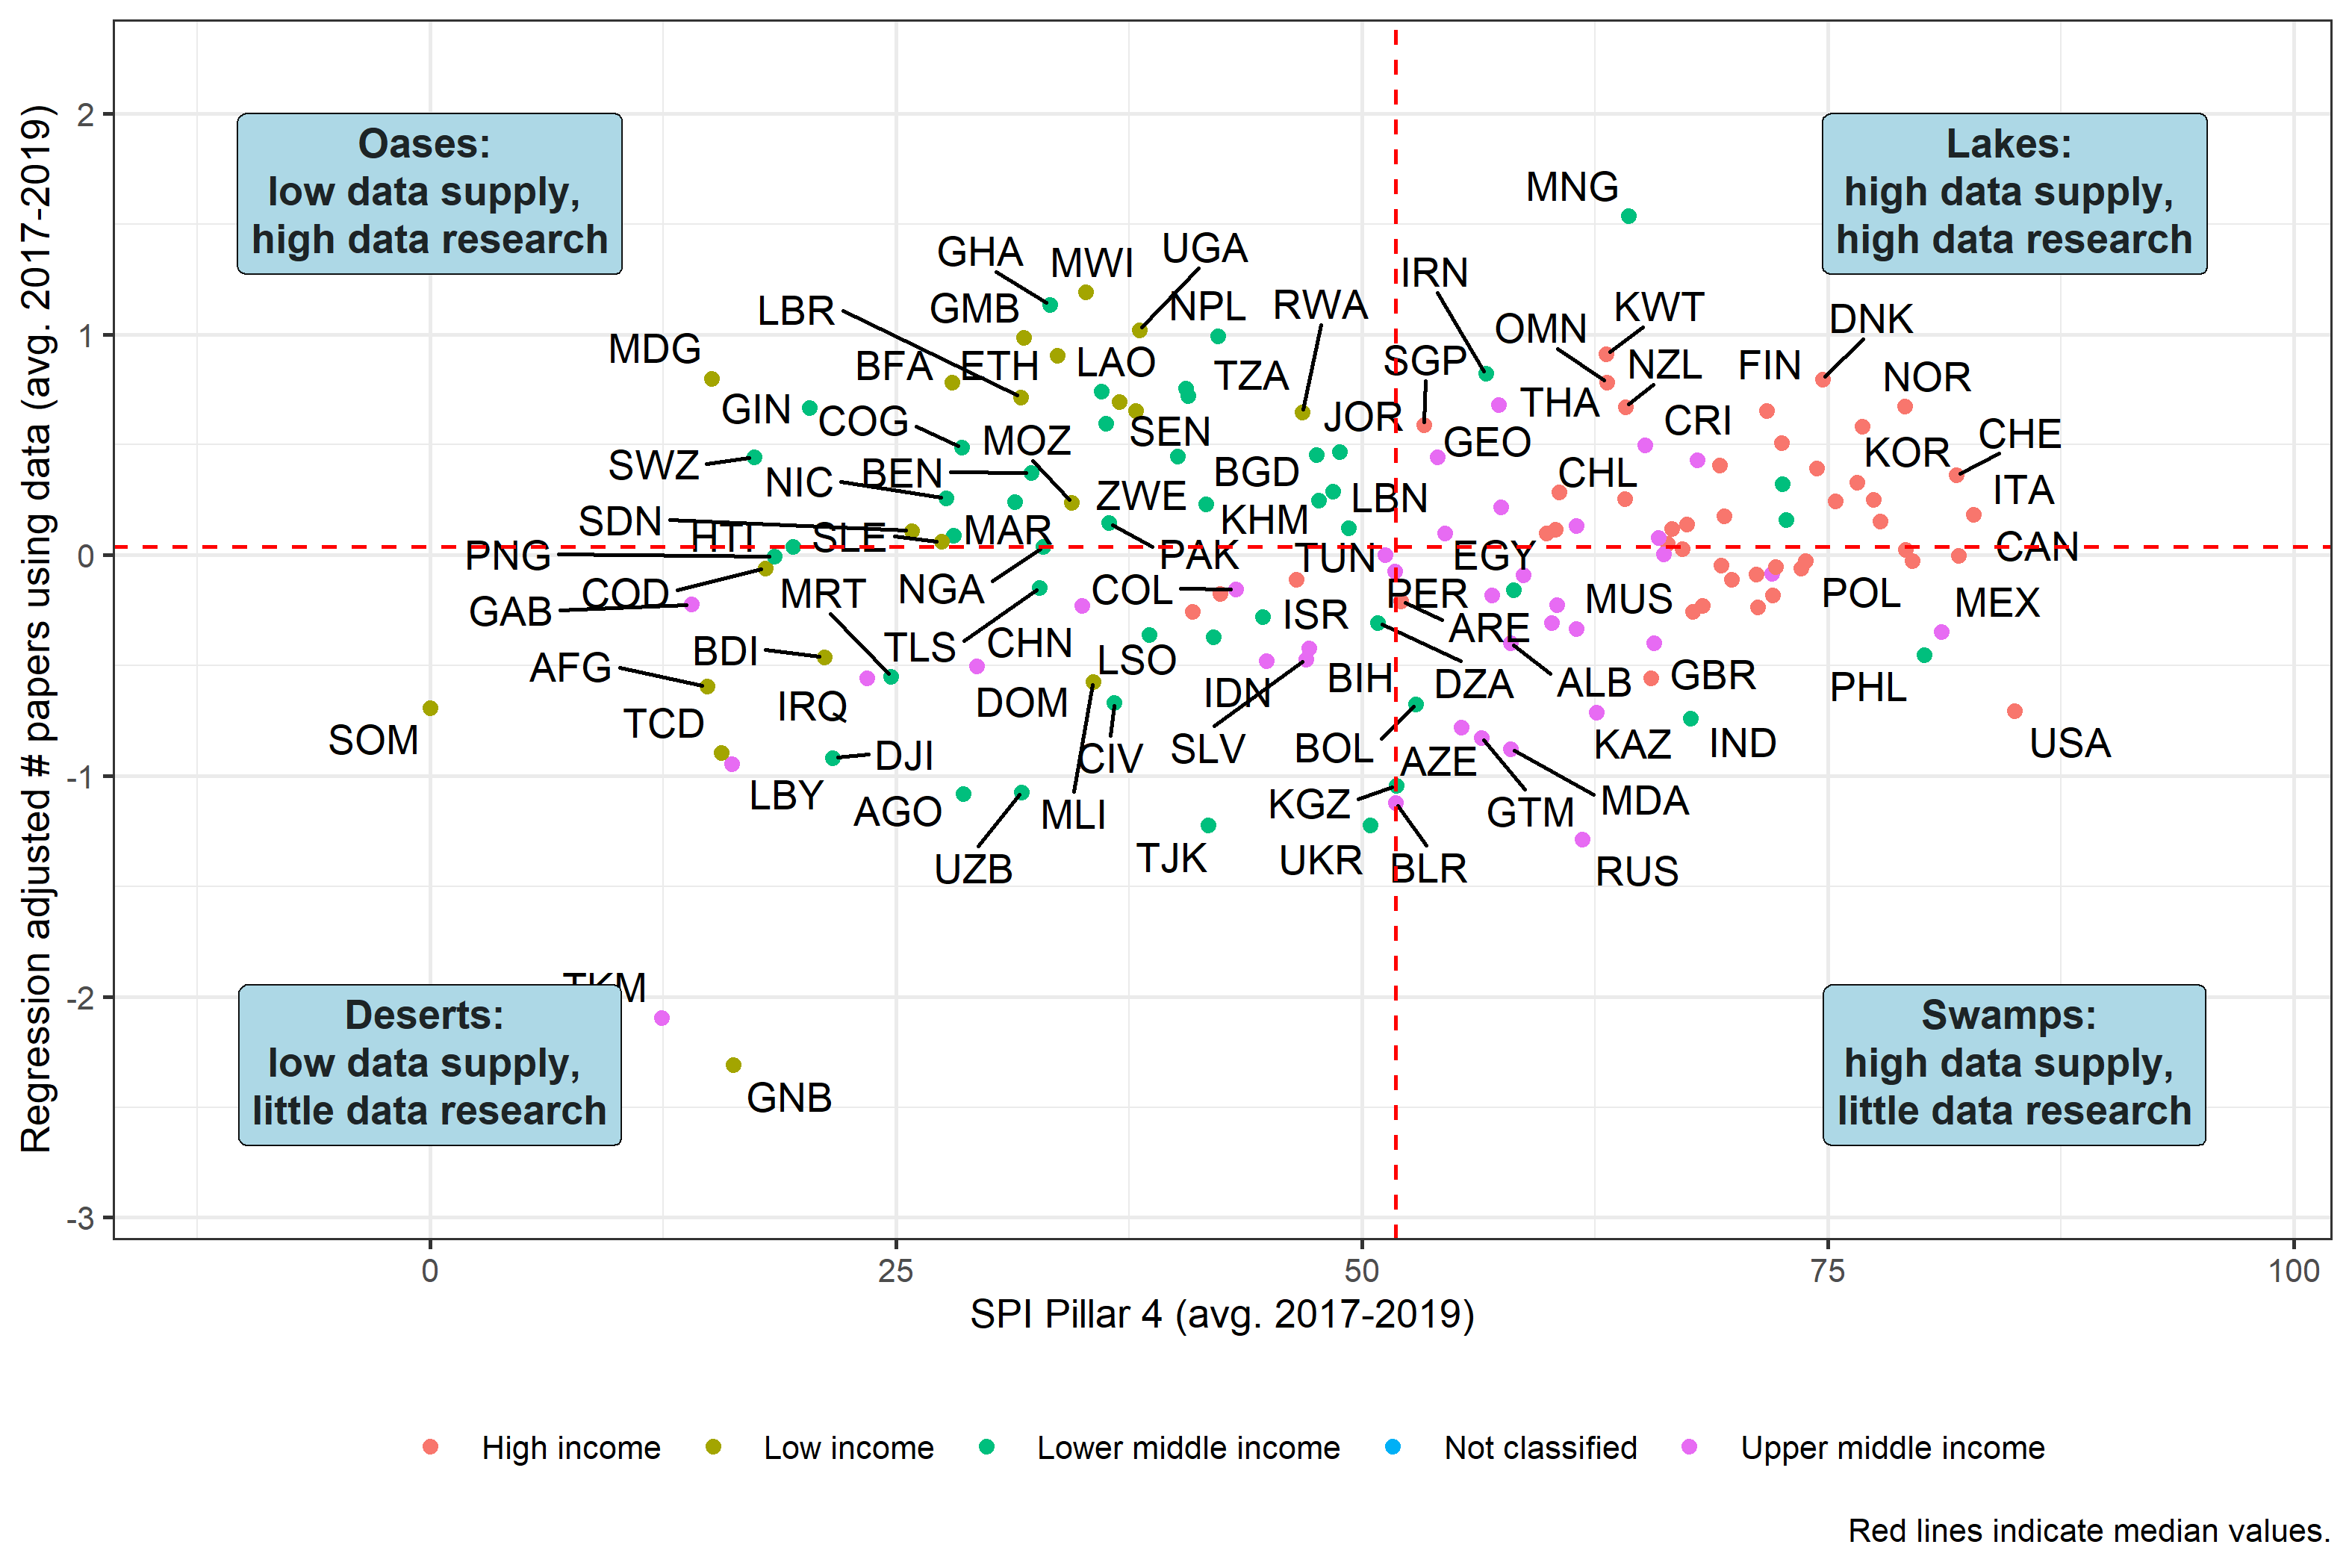 Regression adjusted # papers using data (avg. 2017-2019)
2
1
0
-1
-2
-3
Oases:
low data supply,
high data research
Lakes:
high data supply,
high data research
MNG
GHA
MWI
UGA
IRN
LBR
GMB
NPL
RWA
OMN
KWT
DNK
MDG
BFA
ETH
LAO
TZA
SGP
THA
NZL
FIN
NOR
GIN
COG
MOZ
SEN
JOR
GEO
CRI
KOR
CHE
SWZ
NIC
BEN
ZWE
BGD
LBN
CHL
ITA
SDN
HTI
SLE
MAR
KHM
PNG
PAK
TUN
EGY
CAN
GAB
COD
MRT
NGA
COL
PER
MUS
POL
MEX
AFG
BDI
TLS
CHN
LSO
ISR
ARE
SOM
TCD
IRQ
DOM
IDN
BIH
DZA
ALB
GBR
PHL
DJI
CIV
SLV
BOL
AZE
KAZ
IND
USA
LBY
AGO
MLI
KGZ
GTM
MDA
UZB
TJK
UKR
BLR
RUS
TKM
Deserts:
low data supply,
little data research
GNB
Swamps:
high data supply,
little data research
0
25
50
75
100
SPI Pillar 4 (avg. 2017-2019)
High income
Low income
Lower middle income
Not classified
Upper middle income
Red lines indicate median values.